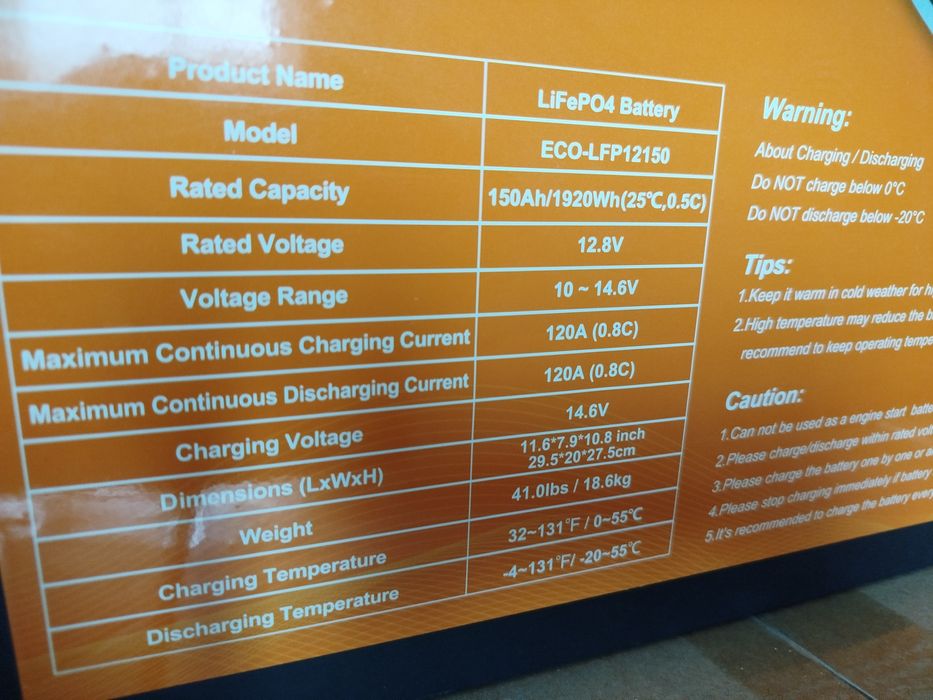 Product Name LiFePO4 Battery
Model ECO-LFP12150
Rated Capacity 150Ah/1920Wh(25℃,0.5C)
Rated Voltage 12.8V
Voltage Range 10 ~ 14.6V
Maximum Continuous Charging Current 120A (0.8C)
Maximum Continuous Discharging Current 120A (0.8C)
Charging Voltage 14.6V
Dimensions (LxWxH) 11.6*7.9*10.8 inch
29.5*20*27.5cm
Weight 41.0lbs / 18.6kg
Charging Temperature 32~131℉ / 0~55℃
Discharging Temperature -4~131℉/ -20~55℃
Warning:
About Charging / Discharging
Do NOT charge below 0°C
Do NOT discharge below -20°C
Tips:
1.Keep it warm in cold weather for
2.High temperature may reduce the
recommend to keep operating
Caution:
1.Can not be used as a engine start
2.Please charge/discharge within rated
3.Please charge the battery one by one or
4.Please stop charging immediately if battery
5.It's recommended to charge the battery every